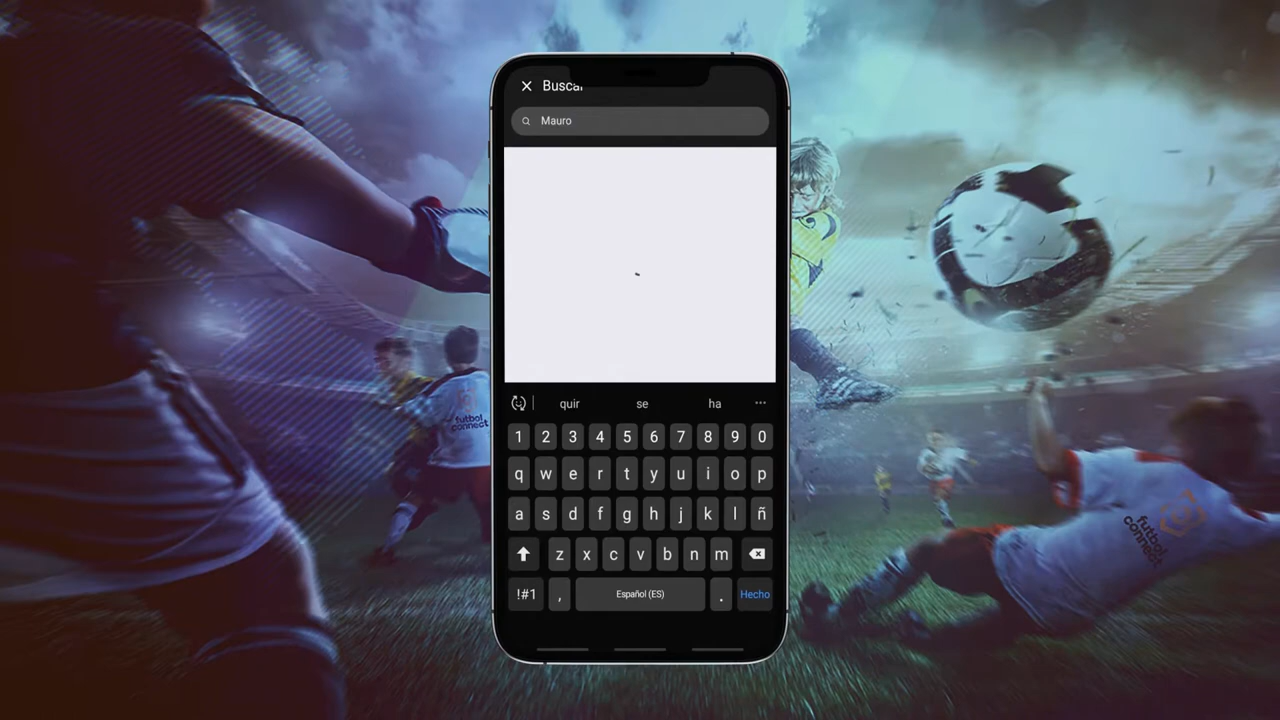 Buscar
Mauro
quir se ha
1 2 3 4 5 6 7 8 9 0
q w e r t y u i o p
a s d f g h j k l ñ
z x c v b n m
!#1 , Español (ES) . Hecho
futbol
connect
futbol
connect